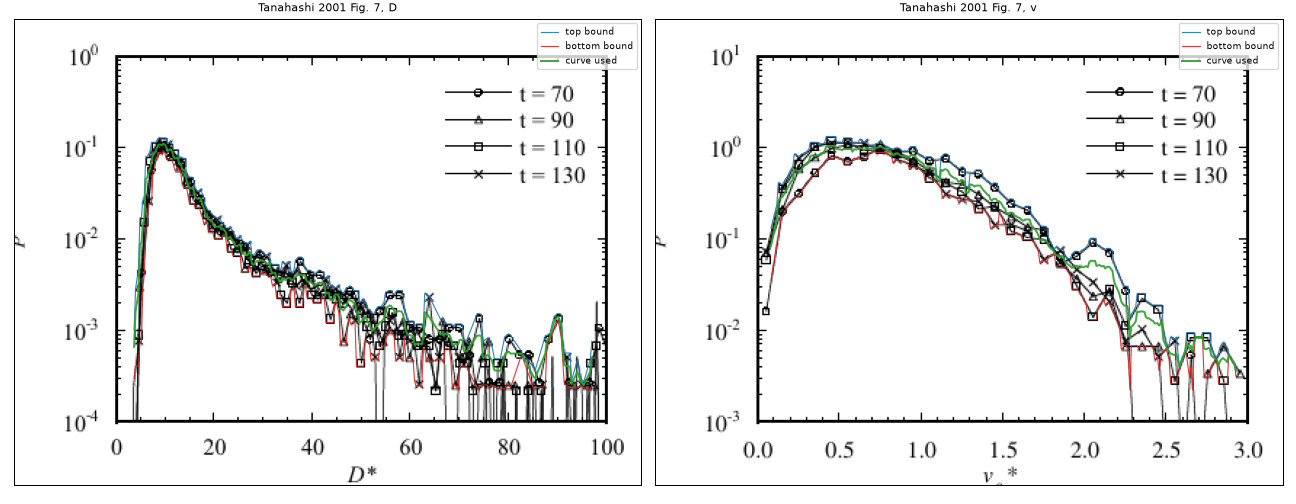 Tanahashi 2001 Fig. 7, D
top bound
bottom bound
curve used
10^0
10^-1
10^-2
10^-3
10^-4
t = 70
t = 90
t = 110
t = 130
0 20 40 60 80 100
D*
Tanahashi 2001 Fig. 7, v
top bound
bottom bound
curve used
10^1
10^0
10^-1
10^-2
10^-3
t = 70
t = 90
t = 110
t = 130
0.0 0.5 1.0 1.5 2.0 2.5 3.0